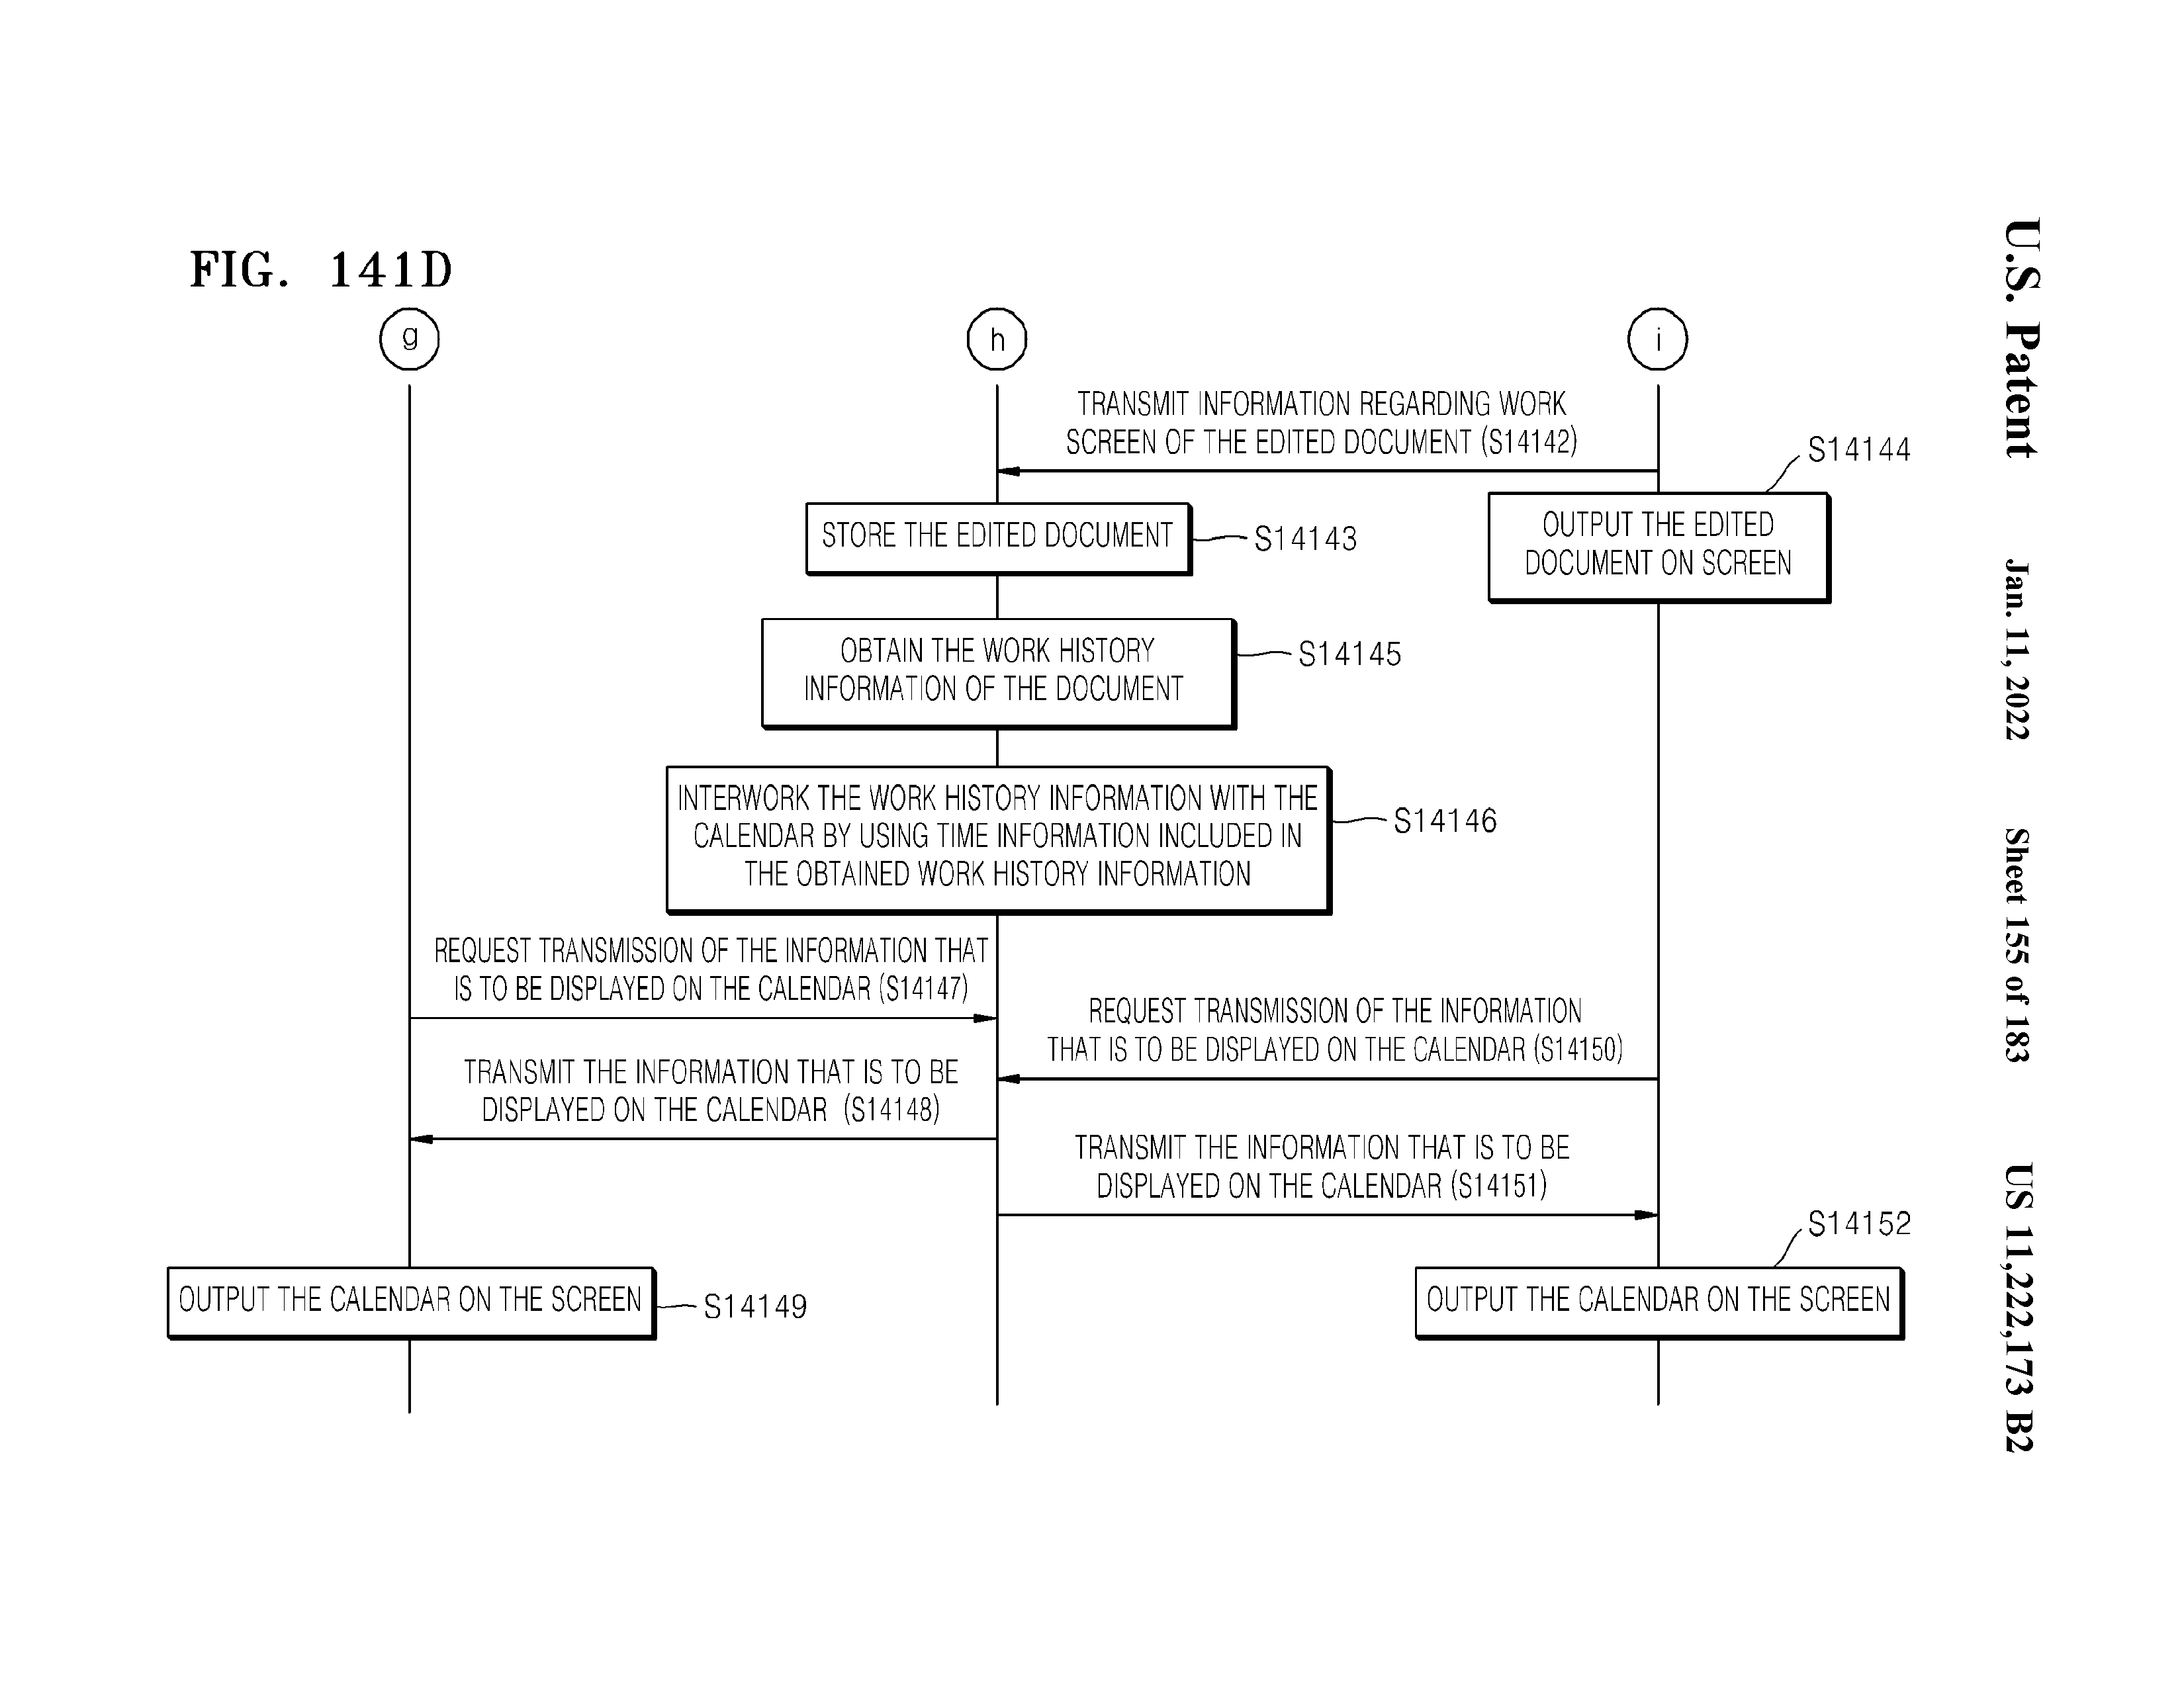 U.S. Patent Jan. 11, 2022 Sheet 155 of 183 US 11,222,173 B2
FIG. 141D
g
h
i
TRANSMIT INFORMATION REGARDING WORK
SCREEN OF THE EDITED DOCUMENT (S14142)
S14144
OUTPUT THE EDITED
DOCUMENT ON SCREEN
STORE THE EDITED DOCUMENT
S14143
OBTAIN THE WORK HISTORY
INFORMATION OF THE DOCUMENT
S14145
INTERWORK THE WORK HISTORY INFORMATION WITH THE
CALENDAR BY USING TIME INFORMATION INCLUDED IN
THE OBTAINED WORK HISTORY INFORMATION
S14146
REQUEST TRANSMISSION OF THE INFORMATION THAT
IS TO BE DISPLAYED ON THE CALENDAR (S14147)
REQUEST TRANSMISSION OF THE INFORMATION
THAT IS TO BE DISPLAYED ON THE CALENDAR (S14150)
TRANSMIT THE INFORMATION THAT IS TO BE
DISPLAYED ON THE CALENDAR (S14148)
TRANSMIT THE INFORMATION THAT IS TO BE
DISPLAYED ON THE CALENDAR (S14151)
S14152
OUTPUT THE CALENDAR ON THE SCREEN
S14149
OUTPUT THE CALENDAR ON THE SCREEN